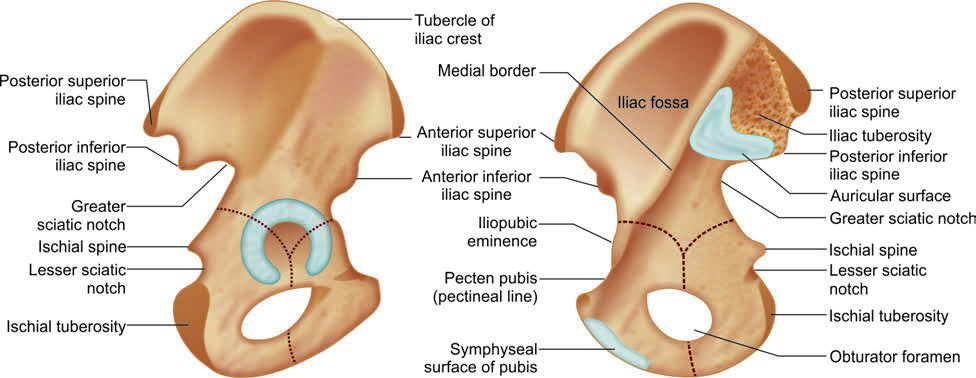 Tubercle of
iliac crest
Posterior superior
iliac spine
Posterior inferior
iliac spine
Greater
sciatic notch
Ischial spine
Lesser sciatic
notch
Ischial tuberosity
Medial border
Anterior superior
iliac spine
Anterior inferior
iliac spine
Iliopubic
eminence
Pecten pubis
(pectineal line)
Symphyseal
surface of pubis
Iliac fossa
Posterior superior
iliac spine
Iliac tuberosity
Posterior inferior
iliac spine
Auricular surface
Greater sciatic notch
Ischial spine
Lesser sciatic
notch
Ischial tuberosity
Obturator foramen